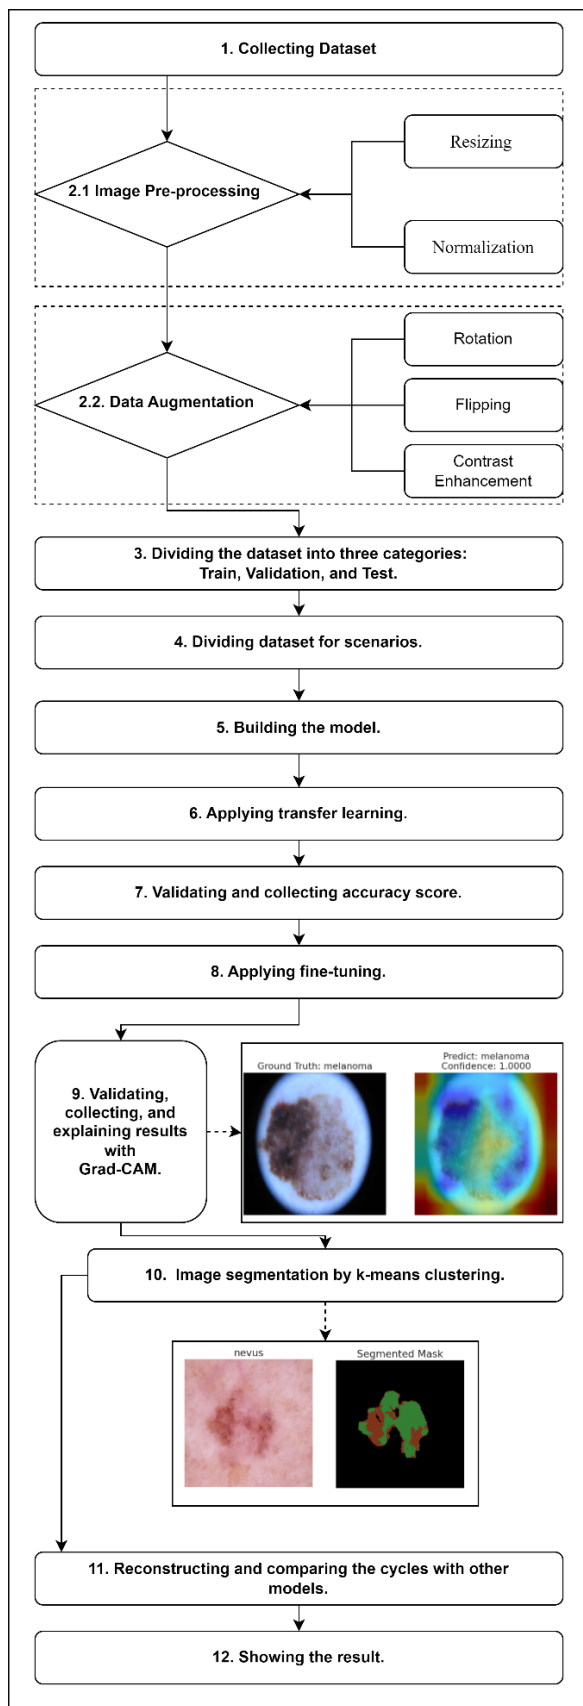 1. Collecting Dataset
2.1 Image Pre-processing
Resizing
Normalization
2.2. Data Augmentation
Rotation
Flipping
Contrast
Enhancement
3. Dividing the dataset into three categories:
Train, Validation, and Test.
4. Dividing dataset for scenarios.
5. Building the model.
6. Applying transfer learning.
7. Validating and collecting accuracy score.
8. Applying fine-tuning.
9. Validating,
collecting, and
explaining results
with
Grad-CAM.
Ground Truth: melanoma
Predict: melanoma
Confidence: 1.0000
10. Image segmentation by k-means clustering.
nevus
Segmented Mask
11. Reconstructing and comparing the cycles with other
models.
12. Showing the result.